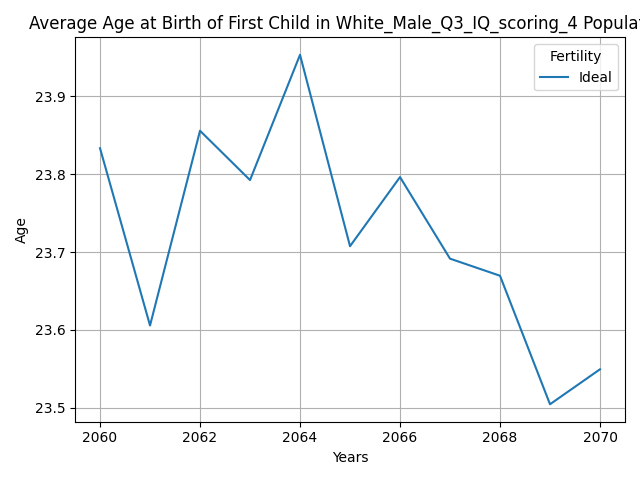 Average Age at Birth of First Child in White_Male_Q3_IQ_scoring_4 Populat
Fertility
Ideal
23.9
23.8
23.7
23.6
23.5
Age
2060 2062 2064 2066 2068 2070
Years